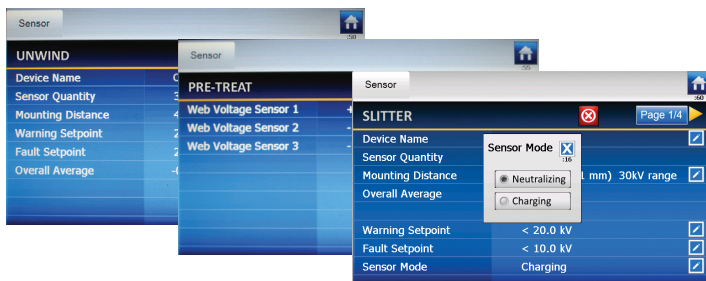 Sensor
:50
UNWIND
Device Name
Sensor Quantity
Mounting Distance
Warning Setpoint
Fault Setpoint
Overall Average
Sensor
PRE-TREAT
Web Voltage Sensor 1
Web Voltage Sensor 2
Web Voltage Sensor 3
Sensor
:60
SLITTER
Page 1/4
Device Name
Sensor Quantity
Mounting Distance mm) 30kV range
Overall Average
Warning Setpoint < 20.0 kV
Fault Setpoint < 10.0 kV
Sensor Mode Charging
Sensor Mode X
:16
Neutralizing
Charging